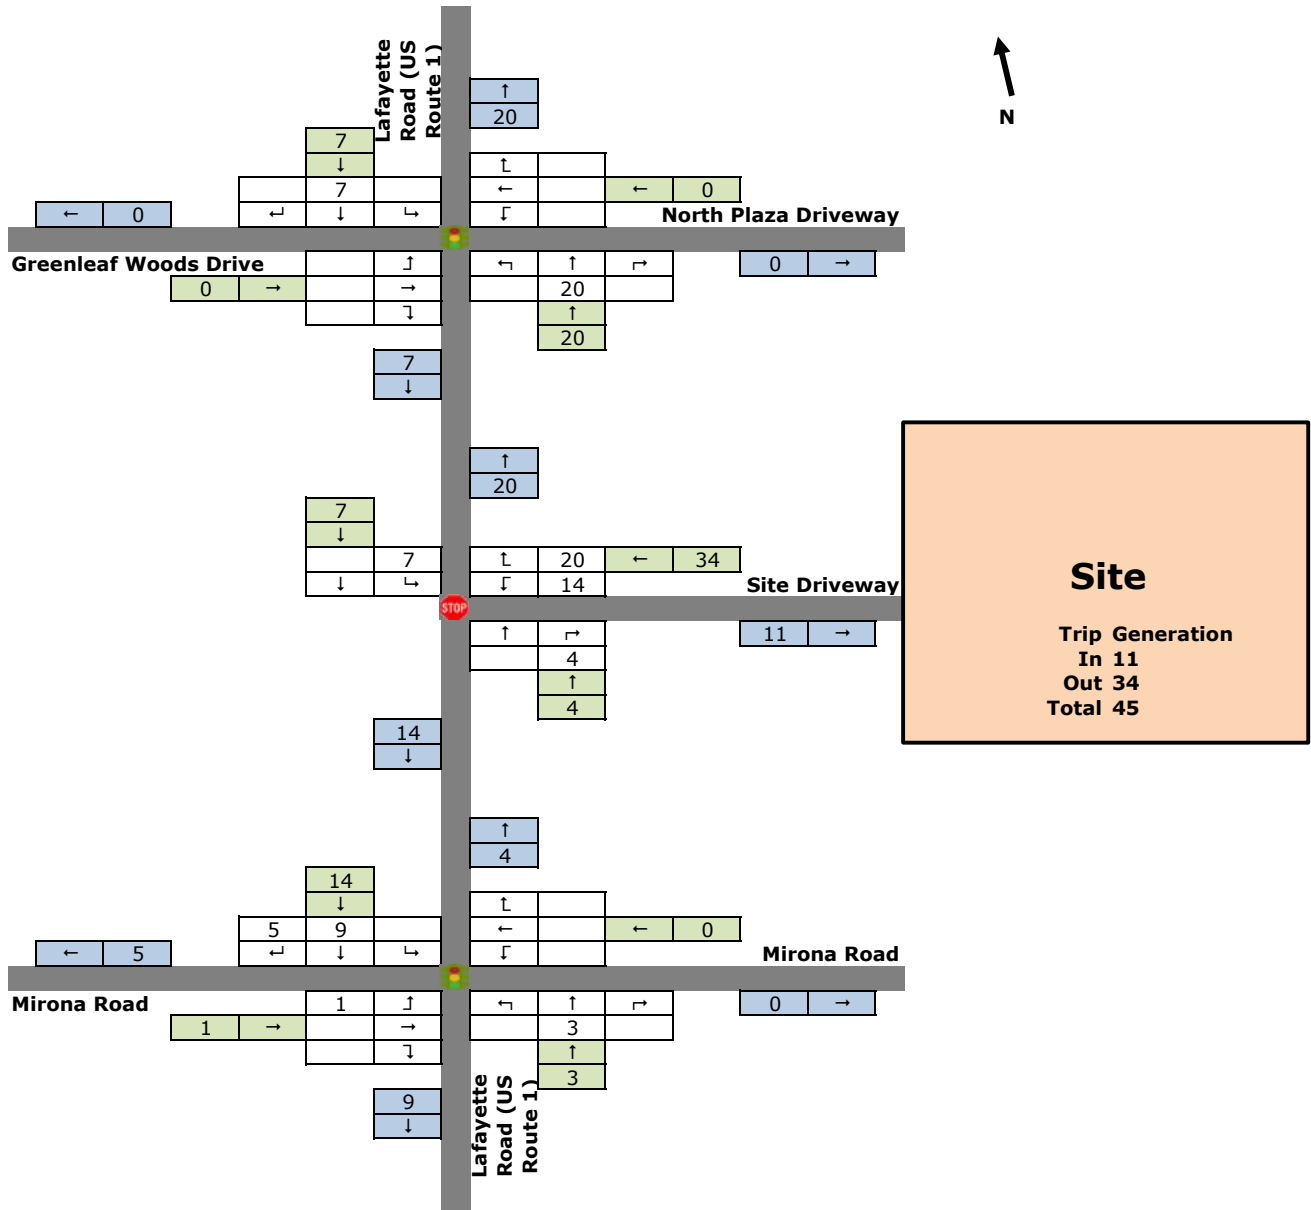 Lafayette
Road (US
Route 1)
↑
20
N
7
↓
↑
7
←
← 0
← 0
↵ ↓ ↳
↓
North Plaza Driveway
Greenleaf Woods Drive
↑
↰ ↑ ↱
0 →
0 →
→
20
↴
↑
20
7
↓
↑
20
7
↓
7
↑ 20
← 34
↓ ↳
↓ 14
Site Driveway
STOP
Site
↑ ↱
11 →
Trip Generation
4
In 11
↑
Out 34
4
Total 45
14
↓
↑
4
14
↓
↑
5 9
←
← 0
← 5
↵ ↓ ↳
↓
Mirona Road
Mirona Road
1 ↑
↰ ↑ ↱
0 →
1 →
→
3
↴
↑
3
9
↓
Lafayette
Road (US
Route 1)